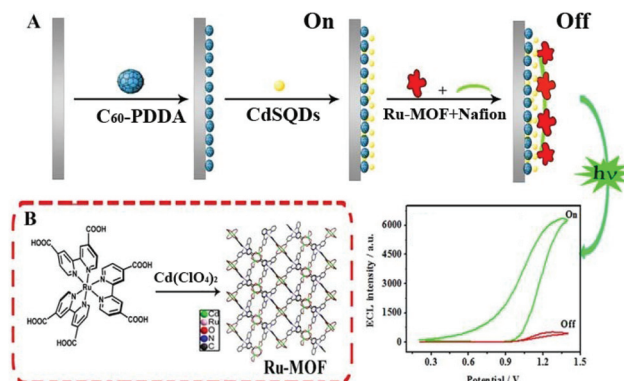 A
On
Off
C60-PDDA
CdSQDs
Ru-MOF+Nafion
hν
B
HOOC
COOH
HOOC
COOH
Ru
N
N
N
N
N
N
HOOC
COOH
Cd(ClO4)2
Cd
Ru
O
N
C
Ru-MOF
ECL intensity / a.u.
6000
4500
3000
1500
0
On
Off
0.3
0.6
0.9
1.2
1.5
Potential / V